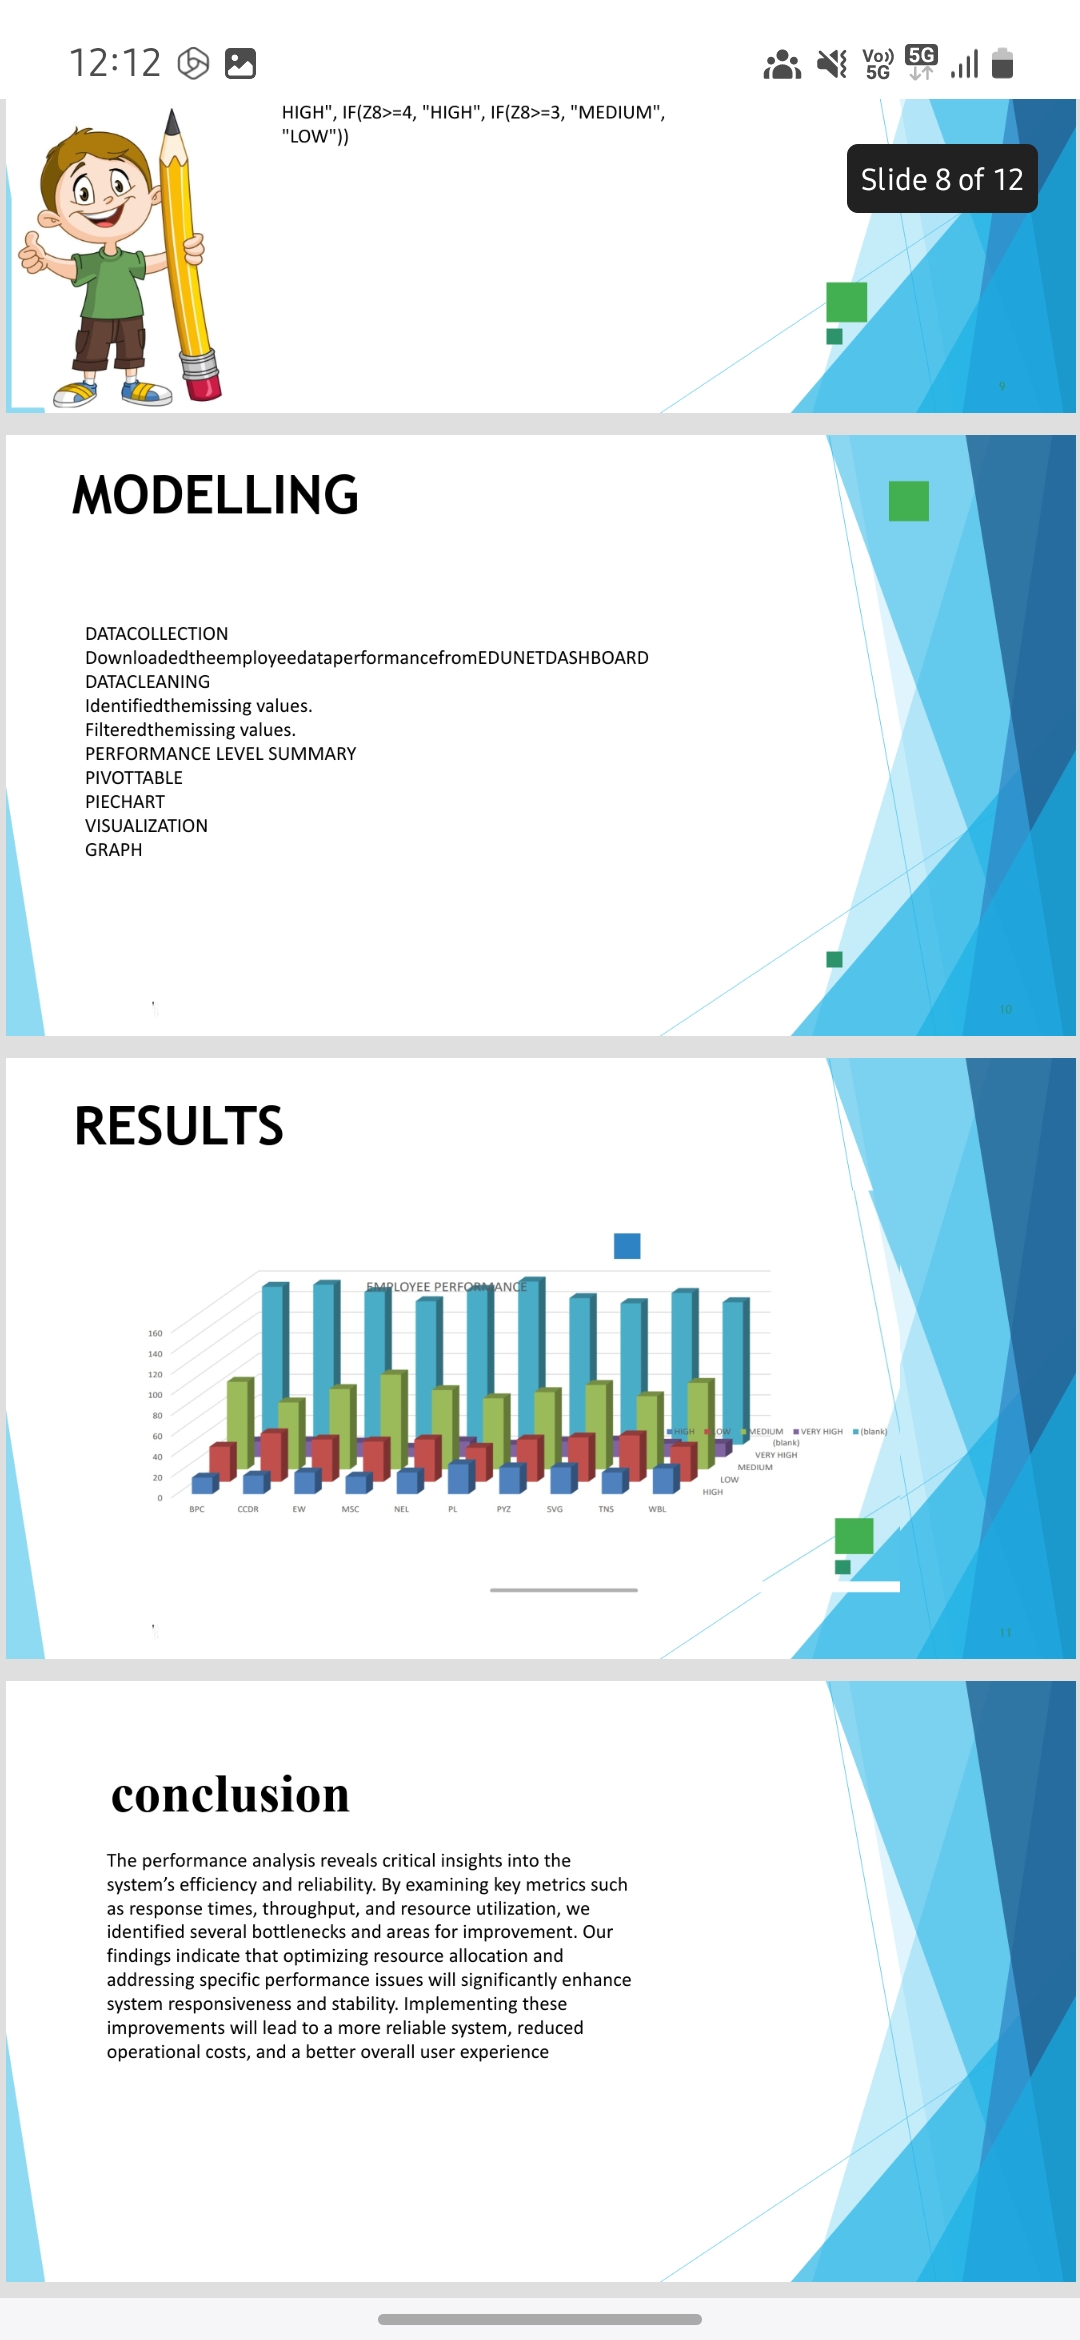 12:12
Vo)) 5G
5G
HIGH", IF(Z8>=4, "HIGH", IF(Z8>=3, "MEDIUM",
"LOW"))
Slide 8 of 12
9
MODELLING
DATACOLLECTION
DownloadedtheemployeedataperformancefromEDUNETDASHBOARD
DATACLEANING
Identifiedthemissing values.
Filteredthemissing values.
PERFORMANCE LEVEL SUMMARY
PIVOTTABLE
PIECHART
VISUALIZATION
GRAPH
10
RESULTS
EMPLOYEE PERFORMANCE
160
140
120
100
80
60
40
20
0
HIGH LOW MEDIUM VERY HIGH (blank)
(blank)
VERY HIGH
MEDIUM
LOW
HIGH
BPC CCDR EW MSC NEL PL PYZ SVG TNS WBL
11
conclusion
The performance analysis reveals critical insights into the
system’s efficiency and reliability. By examining key metrics such
as response times, throughput, and resource utilization, we
identified several bottlenecks and areas for improvement. Our
findings indicate that optimizing resource allocation and
addressing specific performance issues will significantly enhance
system responsiveness and stability. Implementing these
improvements will lead to a more reliable system, reduced
operational costs, and a better overall user experience